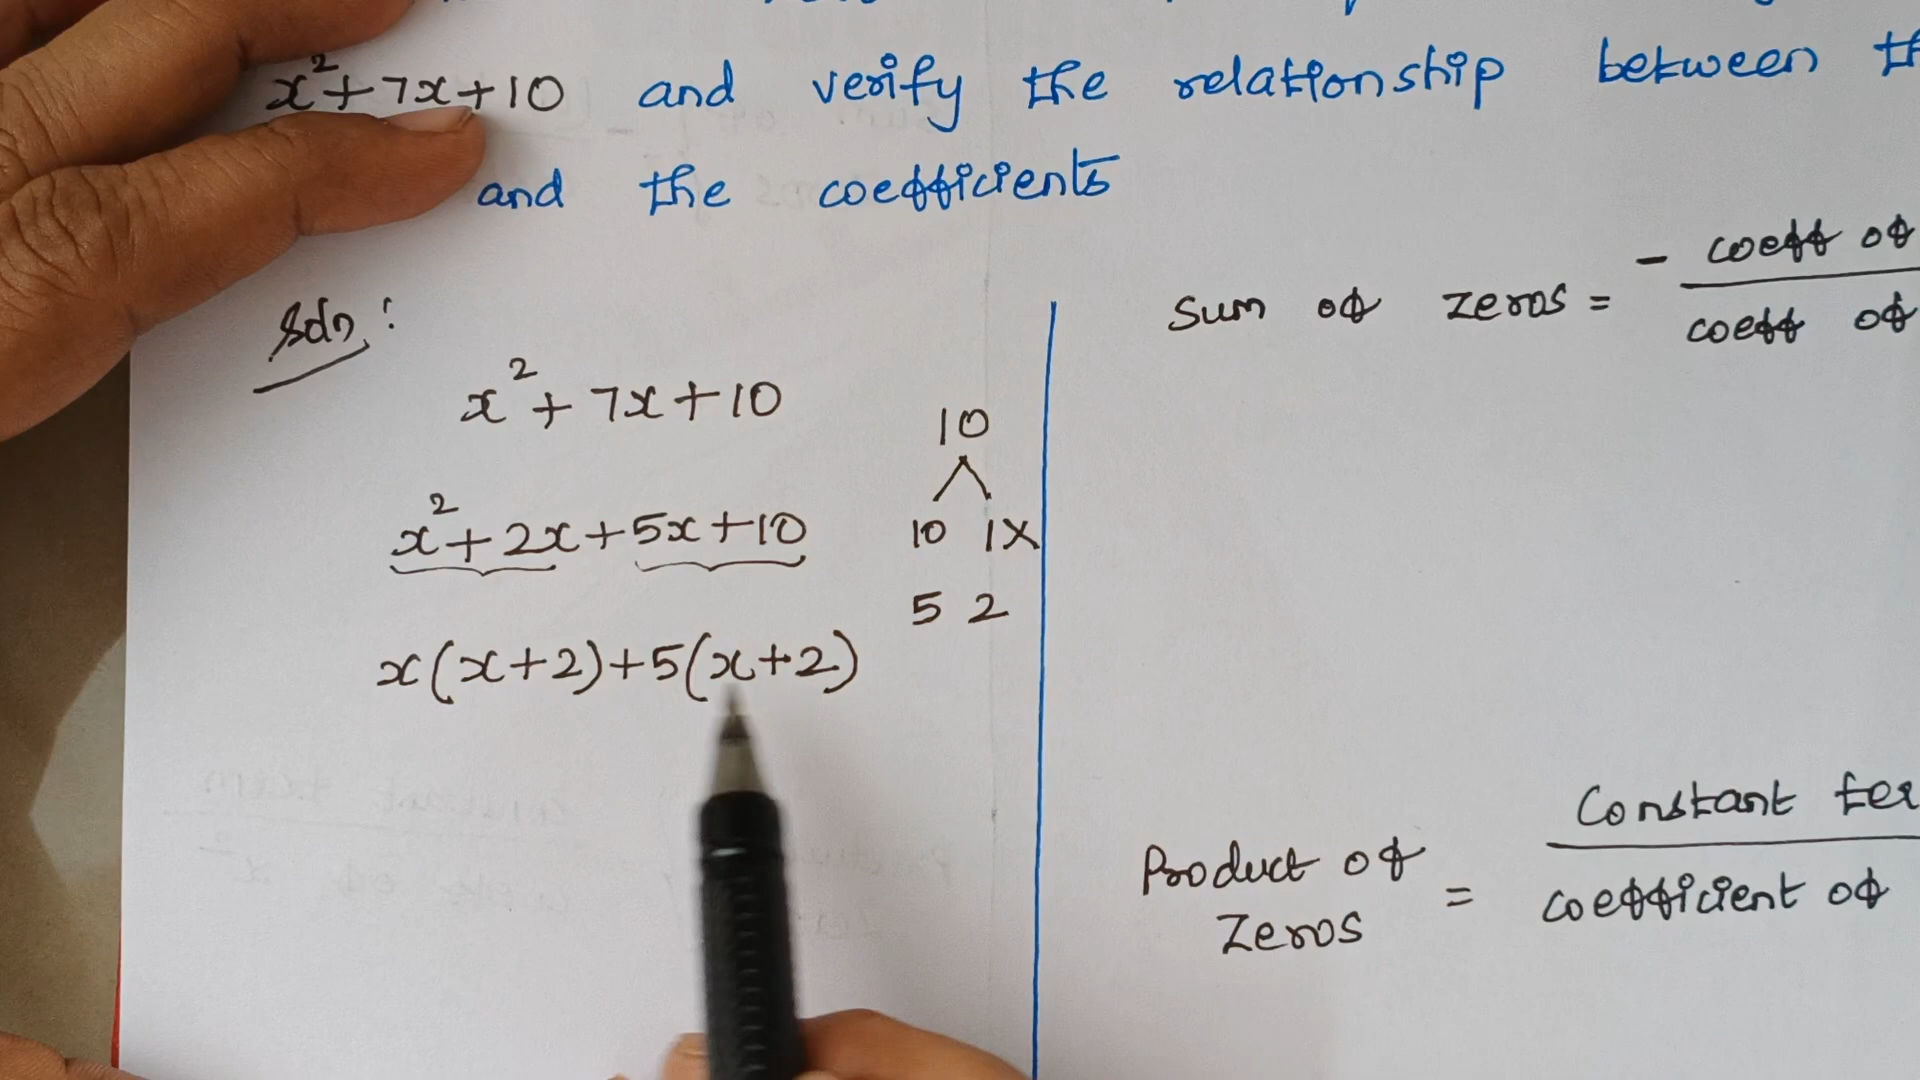 x²+7x+10 and verify the relationship between
and the coefficients
Soln:
x²+7x+10
10
x²+2x+5x+10
10 1X
5 2
x(x+2)+5(x+2)
Sum of zeros = - coeff of
coeff of
Product of Zeros = Constant
coefficient of